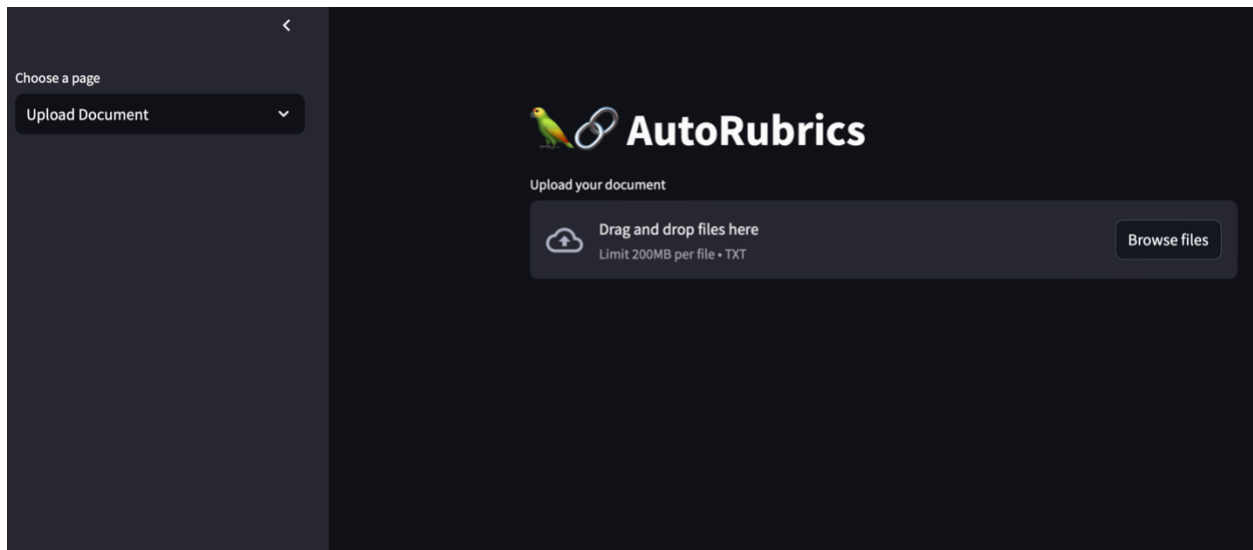 Choose a page
Upload Document
🦜🔗 AutoRubrics
Upload your document
Drag and drop files here
Limit 200MB per file • TXT
Browse files